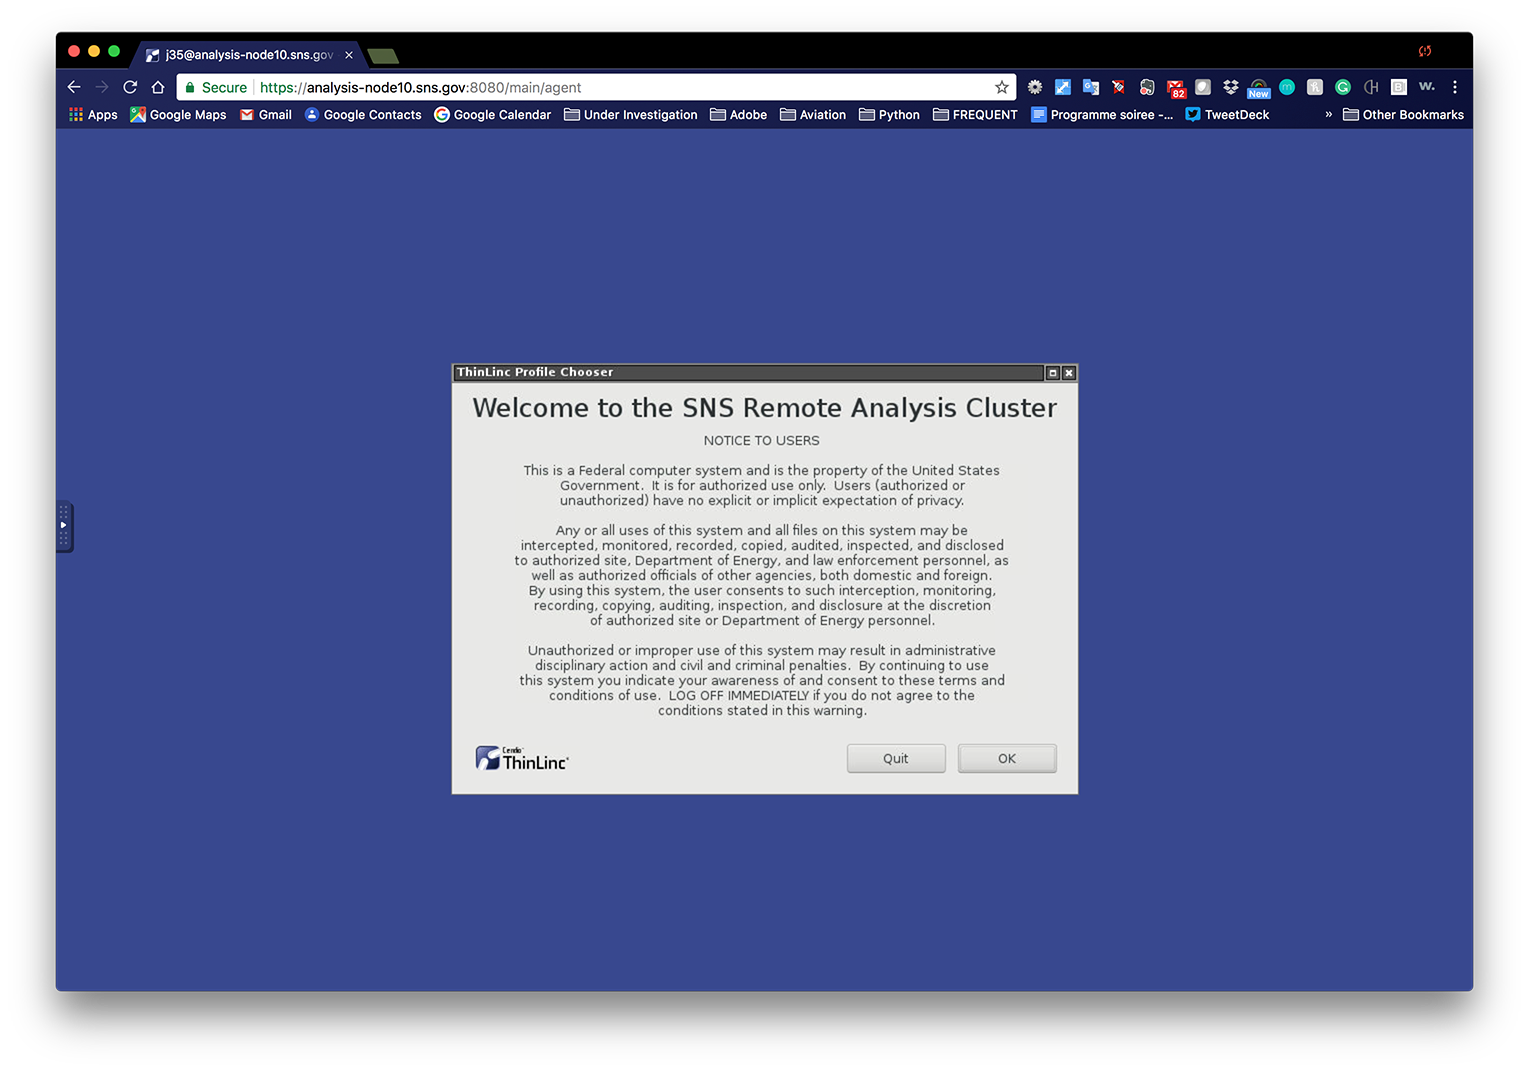 j35@analysis-node10.sns.gov
Secure https://analysis-node10.sns.gov:8080/main/agent
82 New w.
Apps Google Maps Gmail Google Contacts Google Calendar Under Investigation Adobe Aviation Python FREQUENT Programme soiree -... TweetDeck » Other Bookmarks
ThinLinc Profile Chooser
Welcome to the SNS Remote Analysis Cluster
NOTICE TO USERS
This is a Federal computer system and is the property of the United States
Government. It is for authorized use only. Users (authorized or
unauthorized) have no explicit or implicit expectation of privacy.
Any or all uses of this system and all files on this system may be
intercepted, monitored, recorded, copied, audited, inspected, and disclosed
to authorized site, Department of Energy, and law enforcement personnel, as
well as authorized officials of other agencies, both domestic and foreign.
By using this system, the user consents to such interception, monitoring,
recording, copying, auditing, inspection, and disclosure at the discretion
of authorized site or Department of Energy personnel.
Unauthorized or improper use of this system may result in administrative
disciplinary action and civil and criminal penalties. By continuing to use
this system you indicate your awareness of and consent to these terms and
conditions of use. LOG OFF IMMEDIATELY if you do not agree to the
conditions stated in this warning.
Cendio
ThinLinc
Quit OK